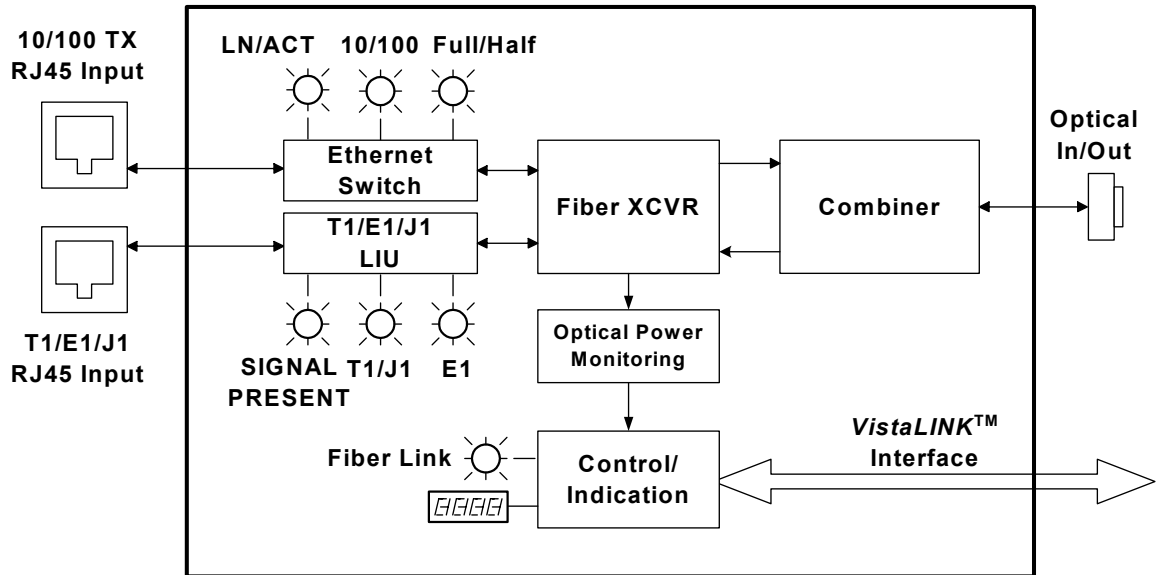 10/100 TX
RJ45 Input
LN/ACT
10/100
Full/Half
Ethernet
Switch
Fiber XCVR
Combiner
Optical
In/Out
T1/E1/J1
LIU
T1/E1/J1
RJ45 Input
SIGNAL
PRESENT
T1/J1
E1
Optical Power
Monitoring
Fiber Link
Control/
Indication
VistaLINK™
Interface